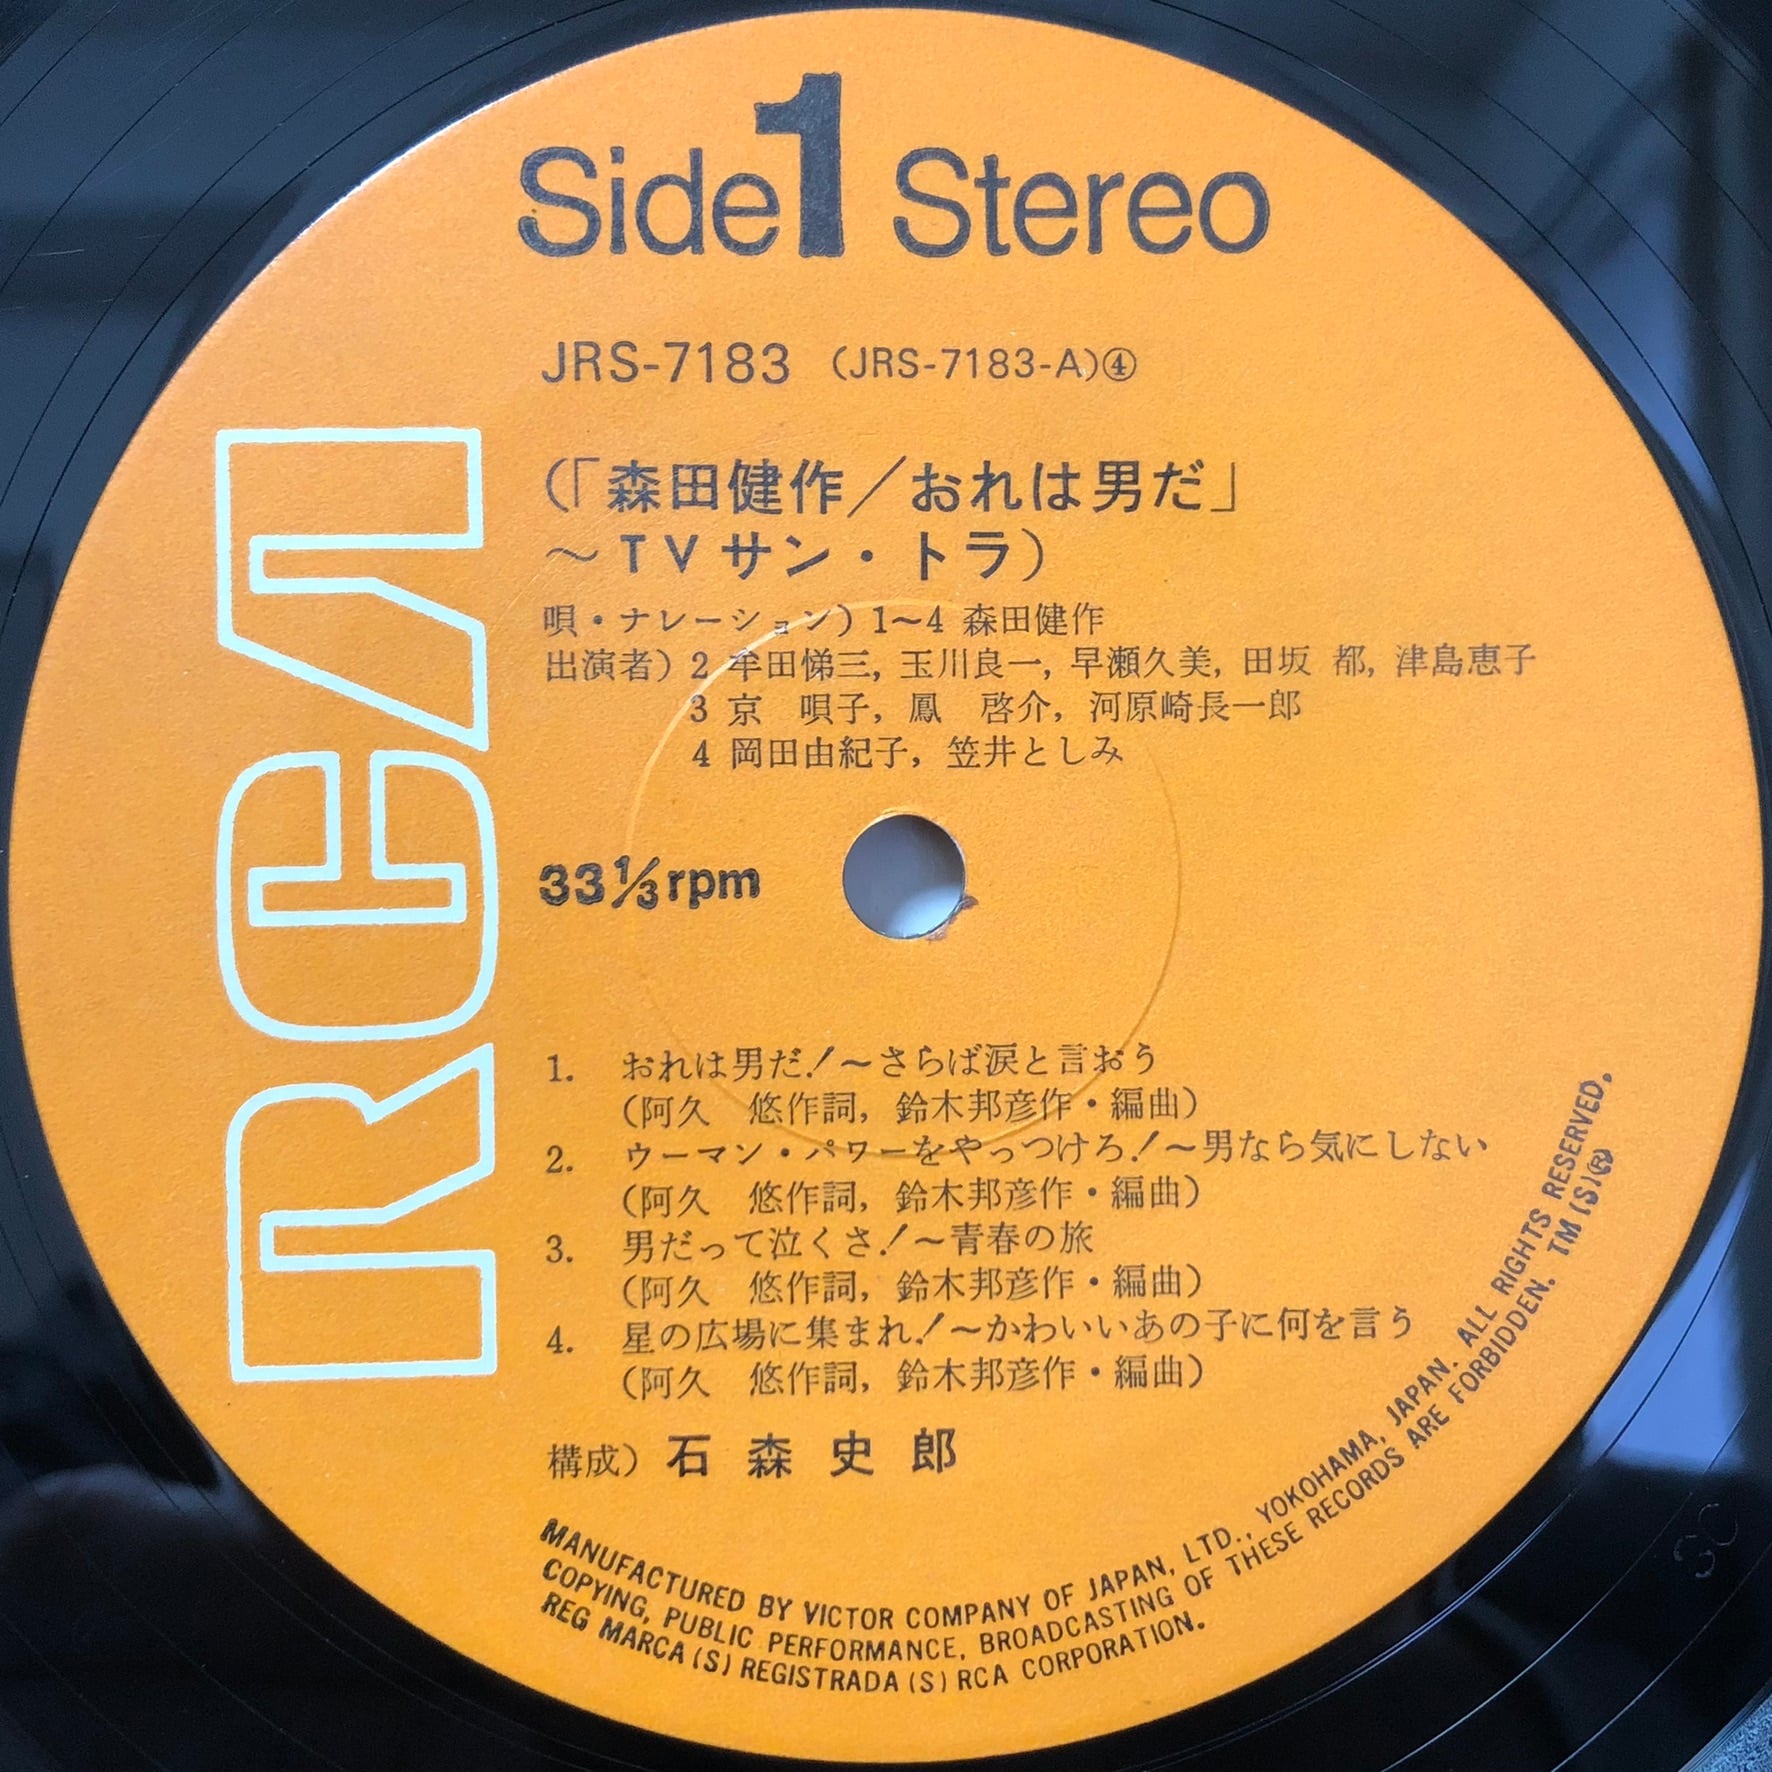 Side 1 Stereo
JRS-7183 (JRS-7183-A)④
(「森田健作／おれは男だ」
～TVサン・トラ)
唄・ナレーション) 1～4 森田健作
出演者) 2 牟田悌三, 玉川良一, 早瀬久美, 田坂 都, 津島恵子
3 京　唄子, 鳳　啓介, 河原崎長一郎
4 岡田由紀子, 笠井としみ
RCA
33⅓rpm
1. おれは男だ!～さらば涙と言おう
(阿久　悠作詞, 鈴木邦彦作・編曲)
2. ウーマン・パワーをやっつけろ!～男なら気にしない
(阿久　悠作詞, 鈴木邦彦作・編曲)
3. 男だって泣くさ!～青春の旅
(阿久　悠作詞, 鈴木邦彦作・編曲)
4. 星の広場に集まれ!～かわいいあの子に何を言う
(阿久　悠作詞, 鈴木邦彦作・編曲)
構成) 石 森 史 郎
MANUFACTURED BY VICTOR COMPANY OF JAPAN, LTD., YOKOHAMA, JAPAN. ALL RIGHTS RESERVED.
COPYING, PUBLIC PERFORMANCE, BROADCASTING OF THESE RECORDS ARE FORBIDDEN. TM(S)®
REG MARCA(S) REGISTRADA(S) RCA CORPORATION.